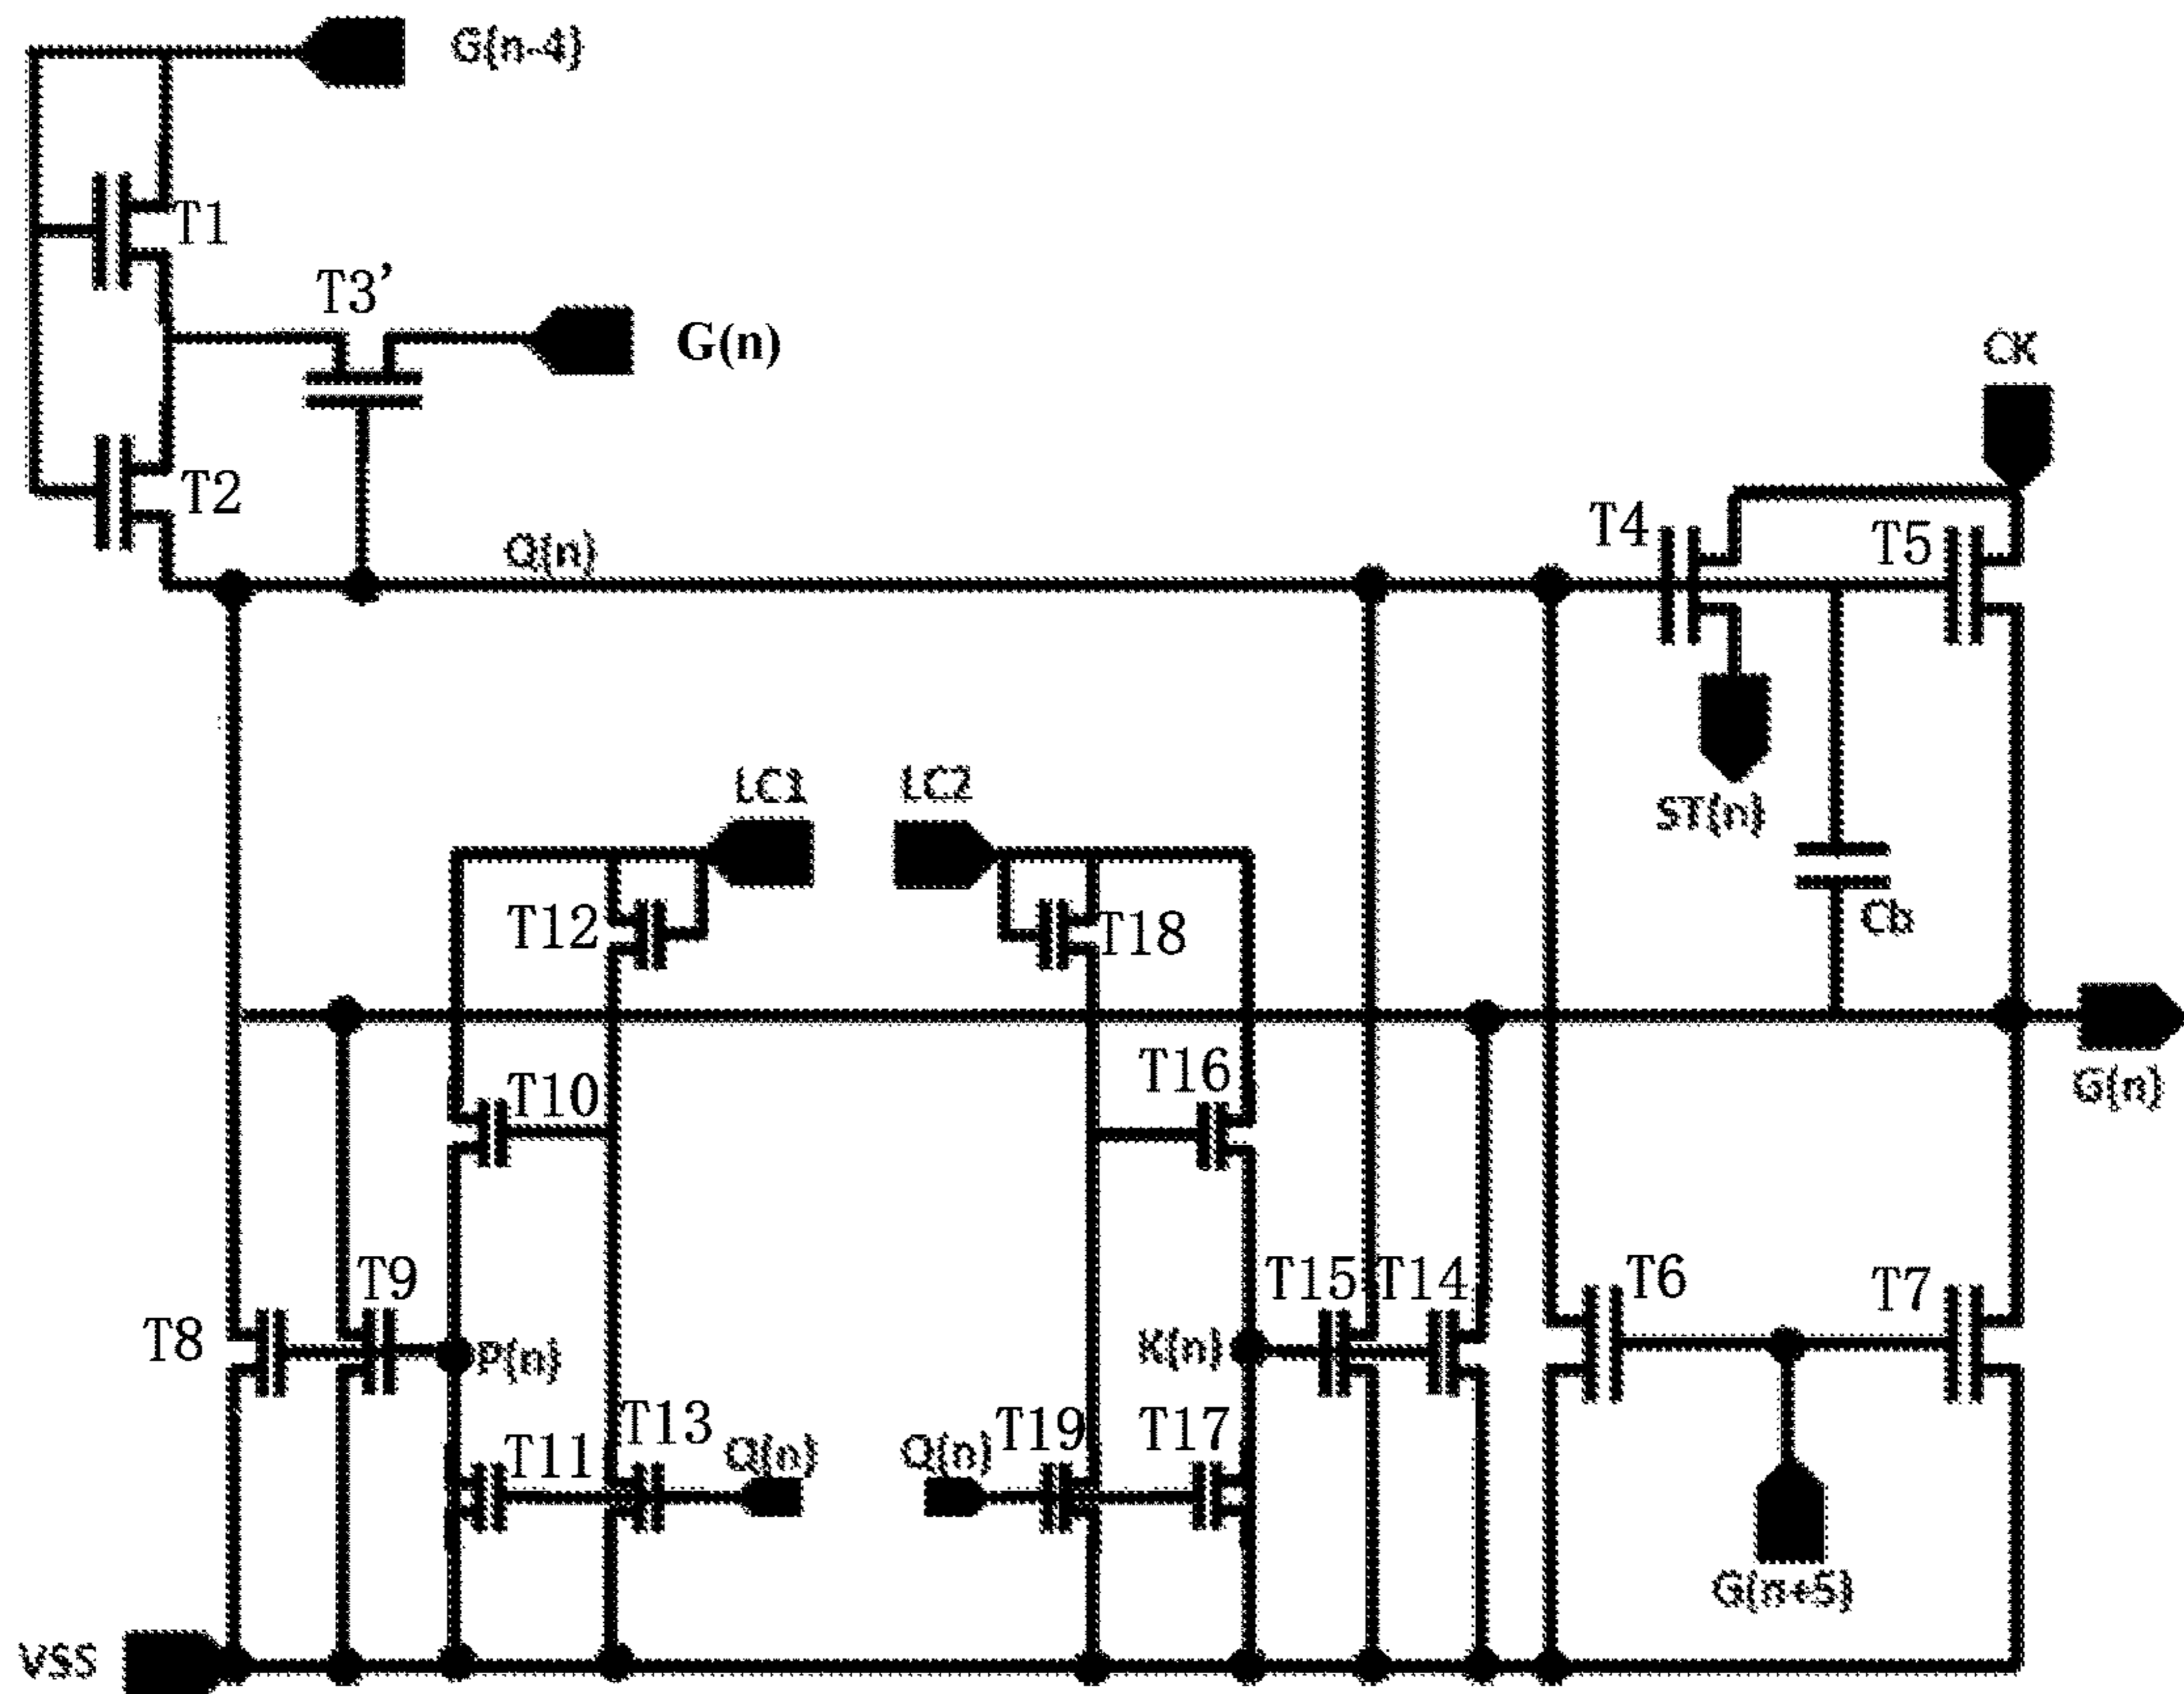 G(n-4)
T1
T3'
G(n)
CK
T2
Q(n)
T4
T5
LC1
LC2
ST(n)
T12
T18
Cb
T10
T16
G(n)
T9
T8
P(n)
K(n)
T15
T14
T6
T7
T11
T13
Q(n)
Q(n)
T19
T17
G(n+5)
VSS